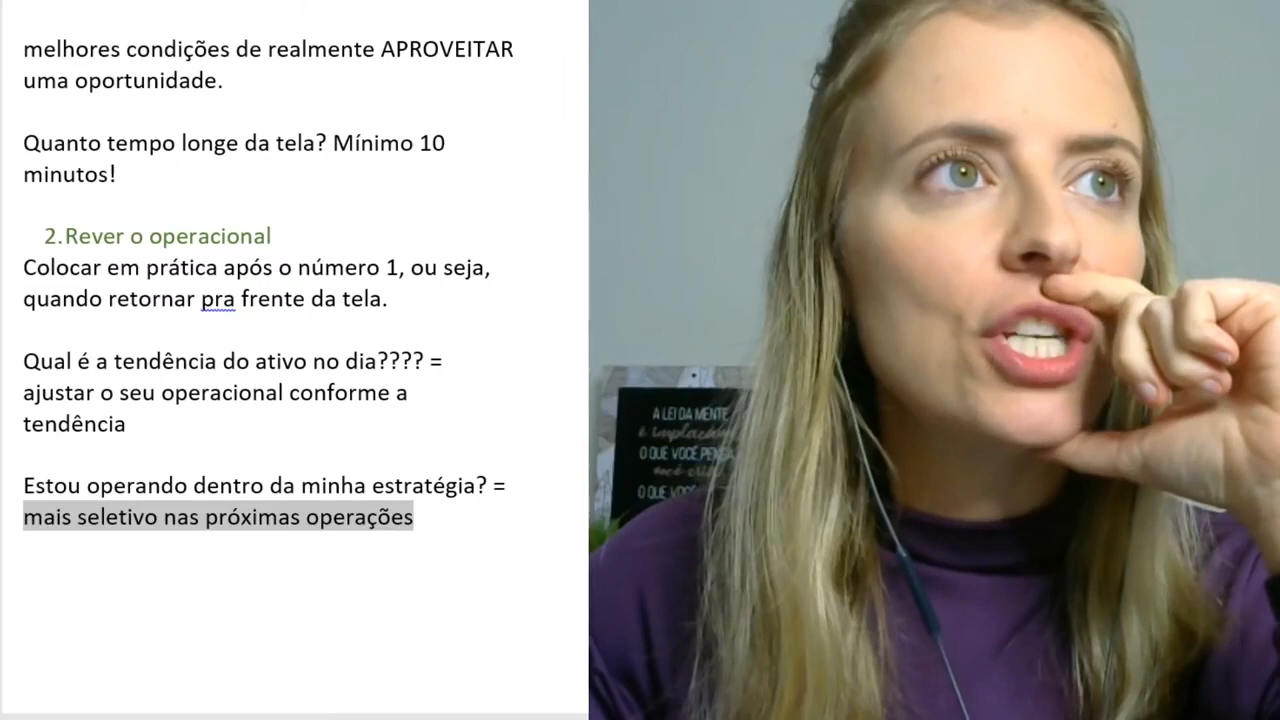 melhores condições de realmente APROVEITAR
uma oportunidade.
Quanto tempo longe da tela? Mínimo 10
minutos!
2. Rever o operacional
Colocar em prática após o número 1, ou seja,
quando retornar pra frente da tela.
Qual é a tendência do ativo no dia???? =
ajustar o seu operacional conforme a
tendência
Estou operando dentro da minha estratégia? =
mais seletivo nas próximas operações
A LEI DA MENTE
é
O QUE VOCÊ
O QUE